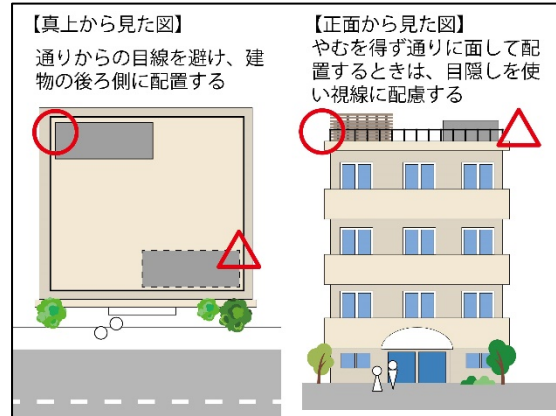 【真上から見た図】
通りからの目線を避け、建
物の後ろ側に配置する
【正面から見た図】
やむを得ず通りに面して配
置するときは、目隠しを使
い視線に配慮する